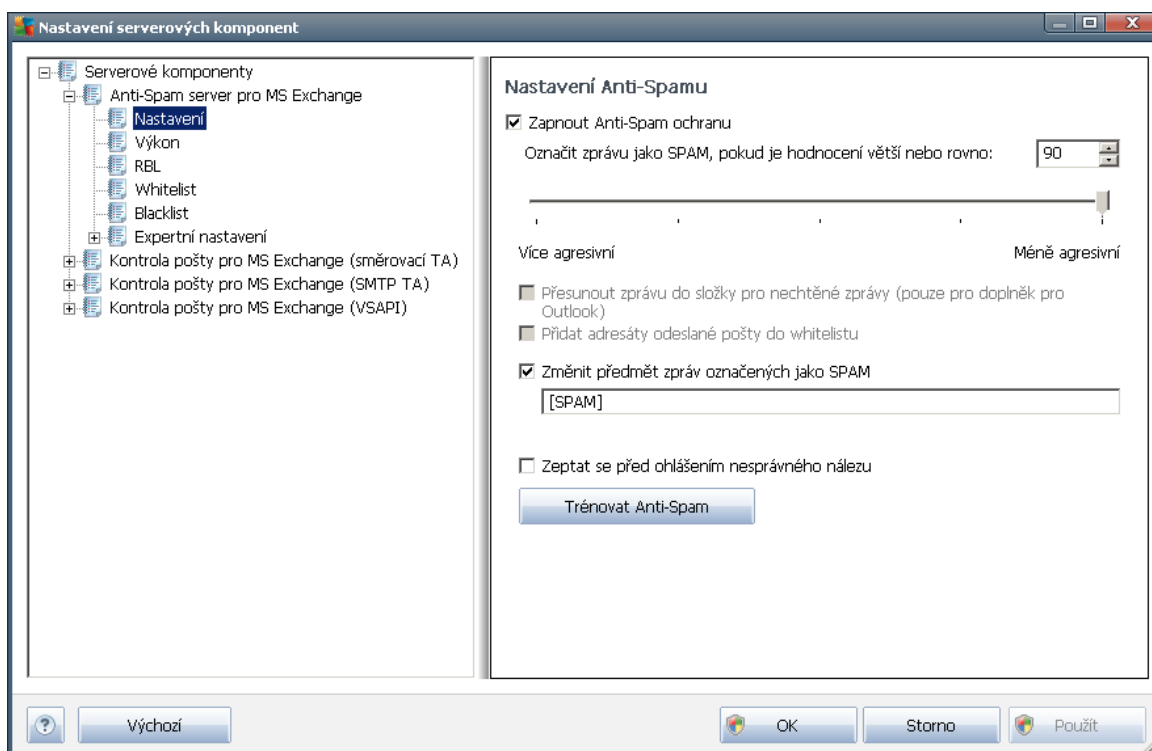 Nastavení serverových komponent
Serverové komponenty
Anti-Spam server pro MS Exchange
Nastavení
Výkon
RBL
Whitelist
Blacklist
Expertní nastavení
Kontrola pošty pro MS Exchange (směrovací TA)
Kontrola pošty pro MS Exchange (SMTP TA)
Kontrola pošty pro MS Exchange (VSAPI)
Nastavení Anti-Spamu
Zapnout Anti-Spam ochranu
Označit zprávu jako SPAM, pokud je hodnocení větší nebo rovno: 90
Více agresivní Méně agresivní
Přesunout zprávu do složky pro nechtěné zprávy (pouze pro doplněk pro
Outlook)
Přidat adresáty odeslané pošty do whitelistu
Změnit předmět zpráv označených jako SPAM
[SPAM]
Zeptat se před ohlášením nesprávného nálezu
Trénovat Anti-Spam
? Výchozí OK Storno Použít